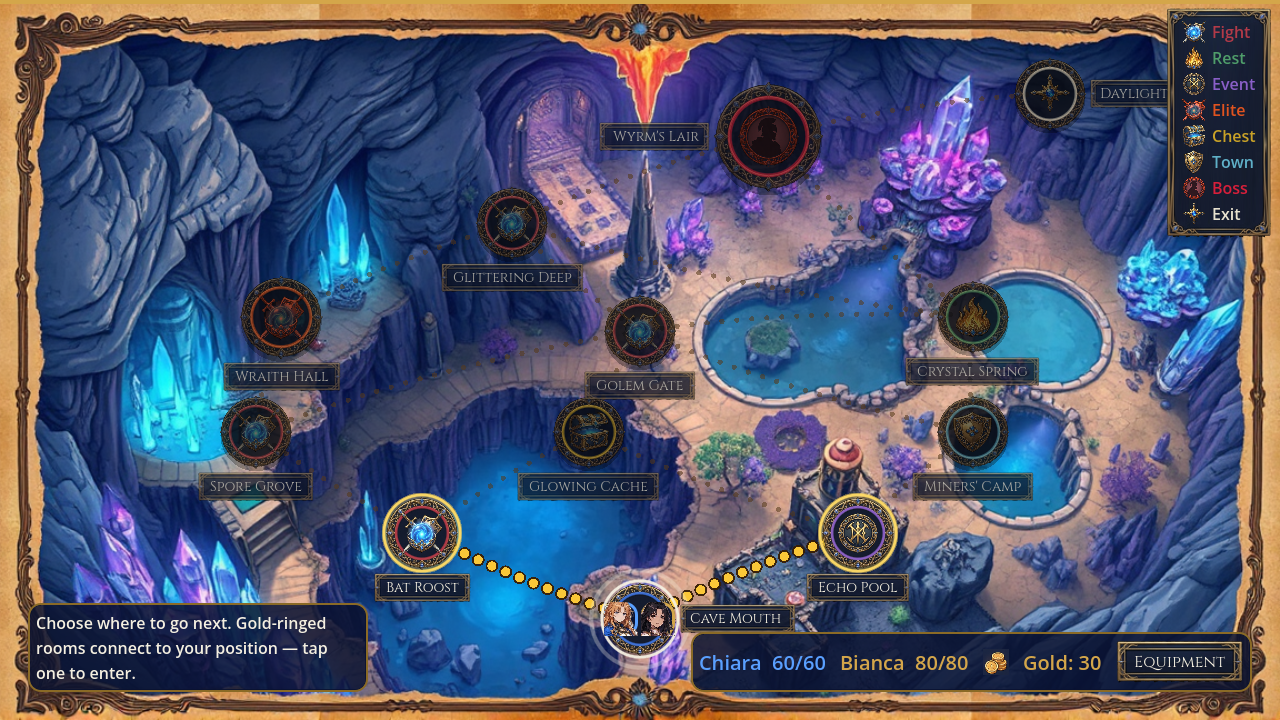 Fight
Rest
Event
Elite
Chest
Town
Boss
Exit
DAYLIGHT
WYRM'S LAIR
GLITTERING DEEP
WRAITH HALL
GOLEM GATE
CRYSTAL SPRING
SPORE GROVE
GLOWING CACHE
MINERS' CAMP
BAT ROOST
ECHO POOL
CAVE MOUTH
Choose where to go next. Gold-ringed
rooms connect to your position — tap
one to enter.
Chiara 60/60 Bianca 80/80 Gold: 30 EQUIPMENT